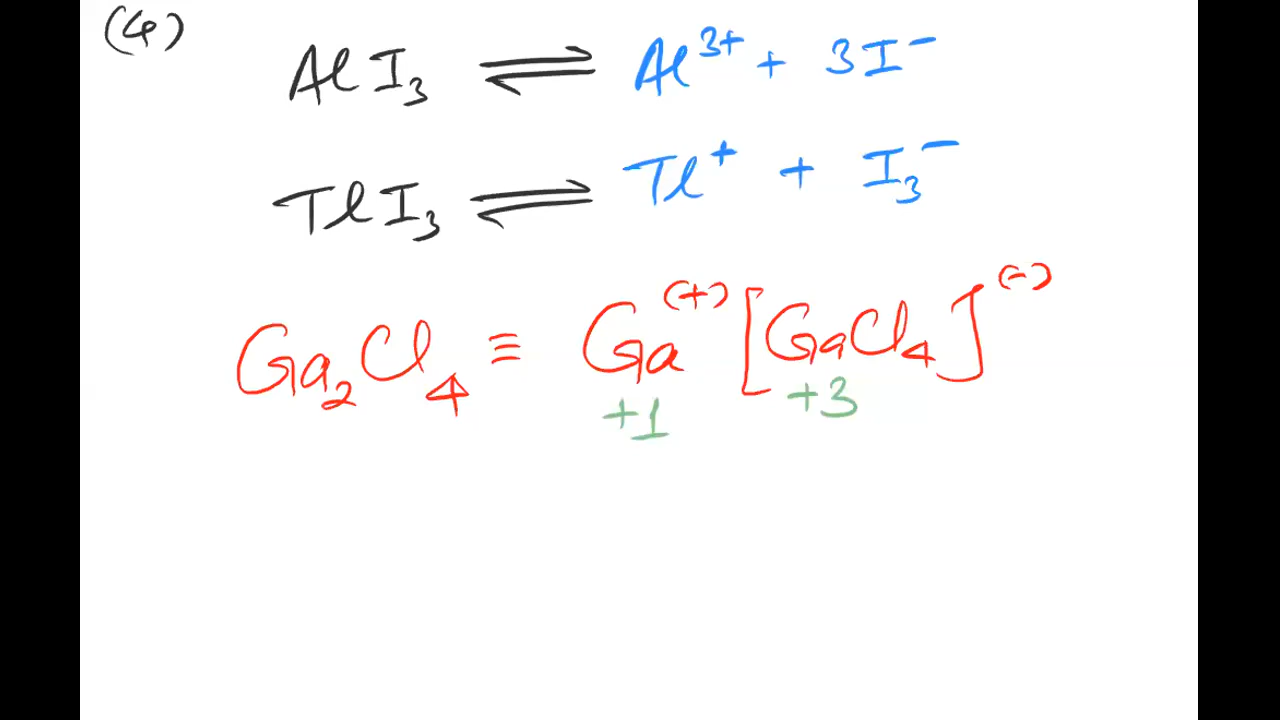 (4)
AlI₃ ⇌ Al³⁺ + 3I⁻
TlI₃ ⇌ Tl⁺ + I₃⁻
Ga₂Cl₄ ≡ Ga⁽⁺⁾ [GaCl₄]⁽⁻⁾
+1 +3